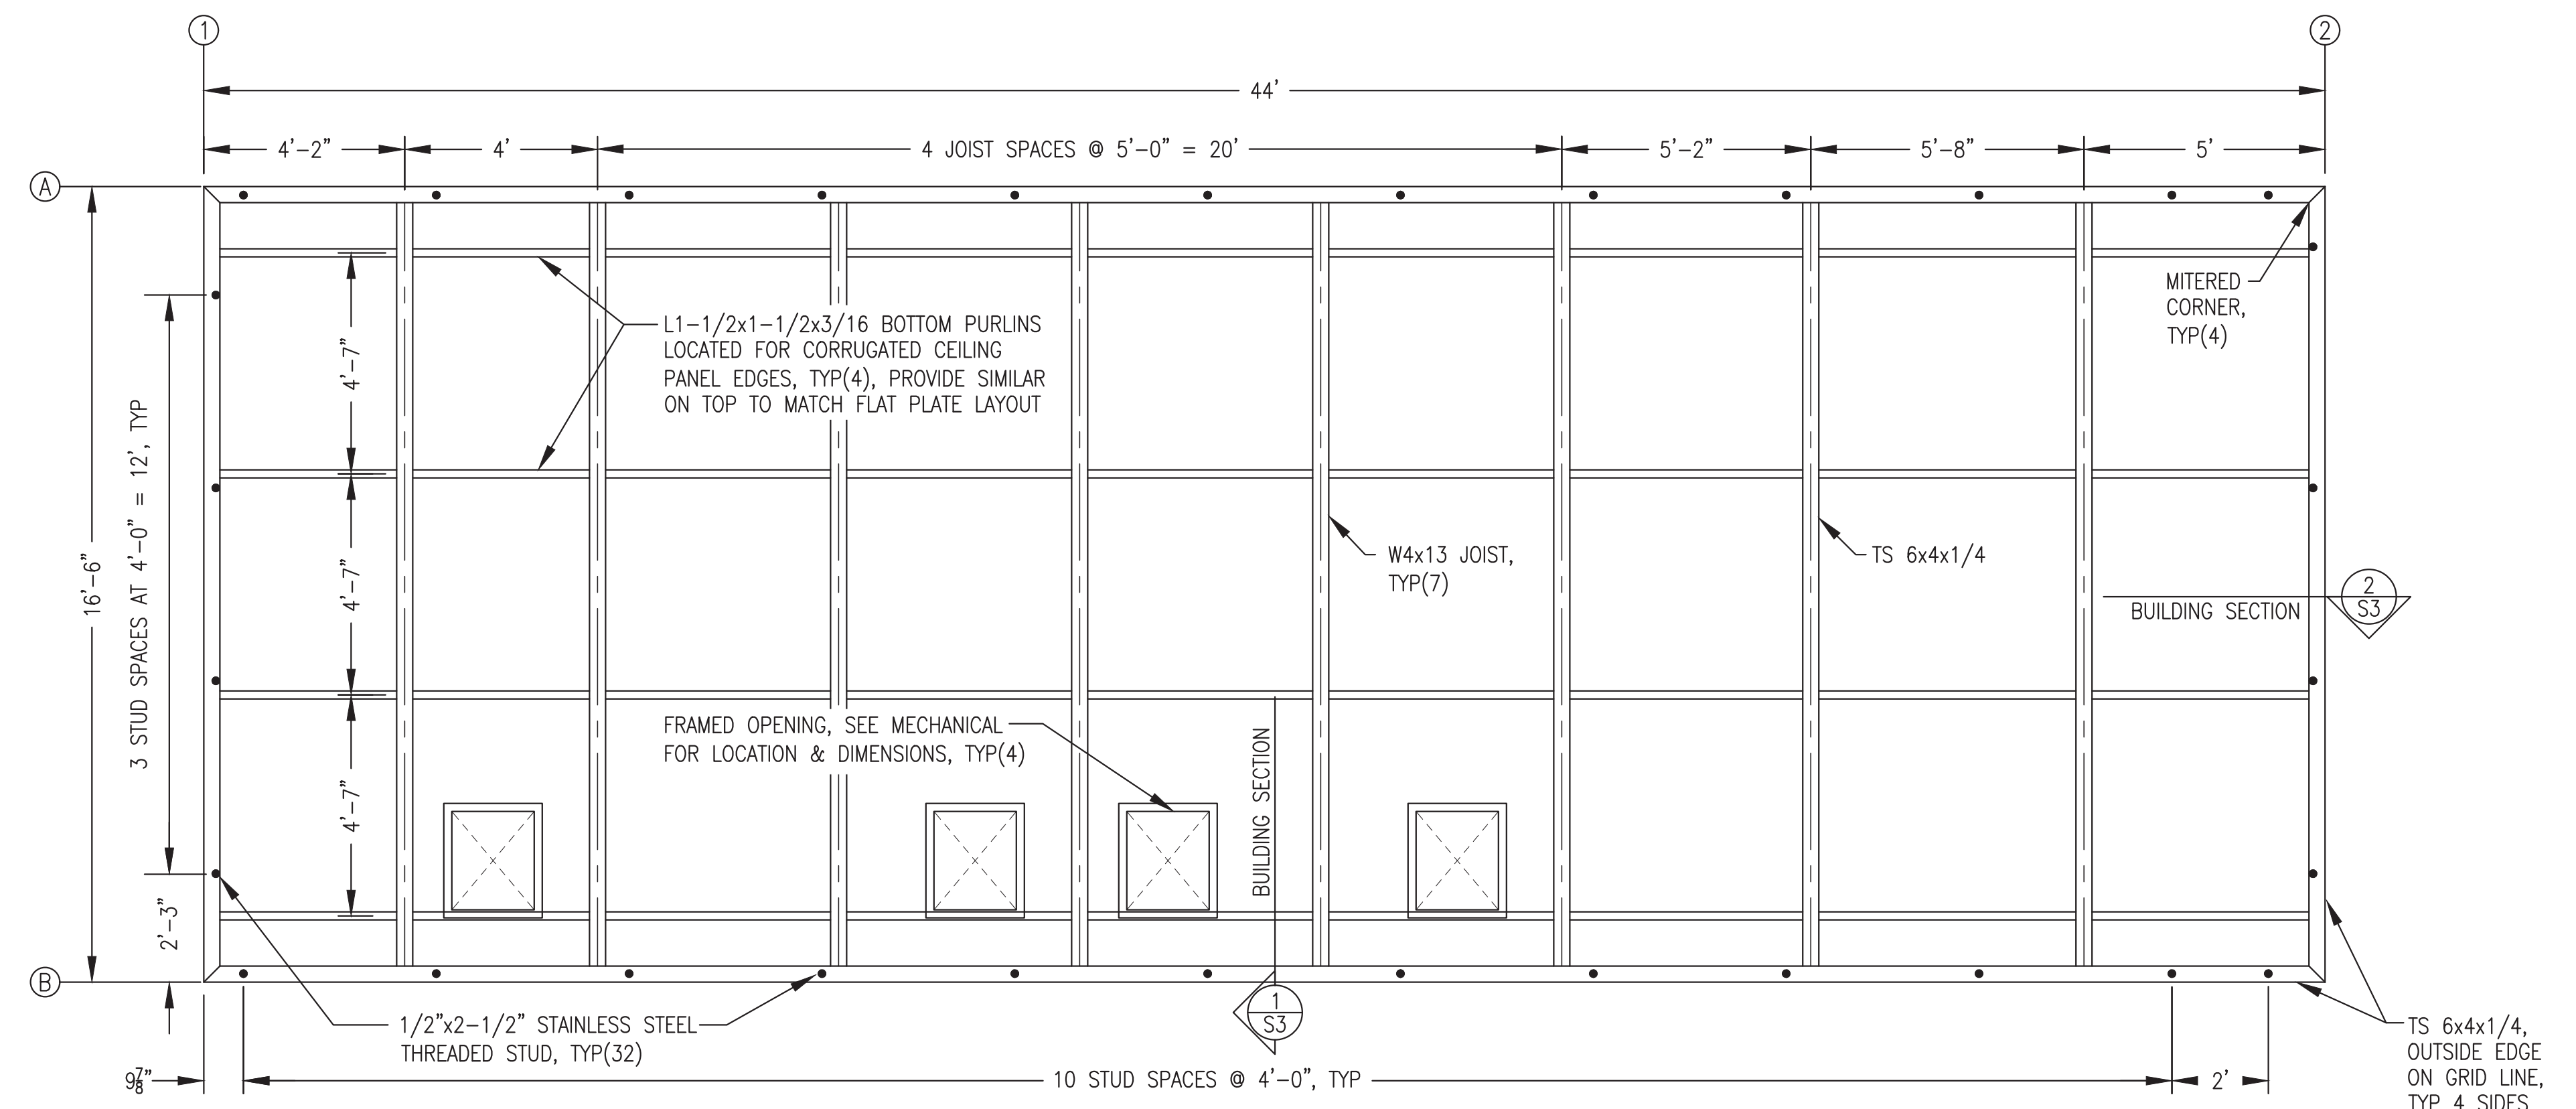 1
2
44'
4'-2"
4'
4 JOIST SPACES @ 5'-0" = 20'
5'-2"
5'-8"
5'
A
MITERED
CORNER,
TYP(4)
L1-1/2x1-1/2x3/16 BOTTOM PURLINS
LOCATED FOR CORRUGATED CEILING
PANEL EDGES, TYP(4), PROVIDE SIMILAR
ON TOP TO MATCH FLAT PLATE LAYOUT
4'-7"
3 STUD SPACES AT 4'-0" = 12', TYP
16'-6"
4'-7"
W4x13 JOIST,
TYP(7)
TS 6x4x1/4
2
S3
BUILDING SECTION
FRAMED OPENING, SEE MECHANICAL
FOR LOCATION & DIMENSIONS, TYP(4)
BUILDING SECTION
4'-7"
2'-3"
B
1
S3
1/2"x2-1/2" STAINLESS STEEL
THREADED STUD, TYP(32)
TS 6x4x1/4,
OUTSIDE EDGE
ON GRID LINE,
TYP 4 SIDES
9⅞"
10 STUD SPACES @ 4'-0", TYP
2'